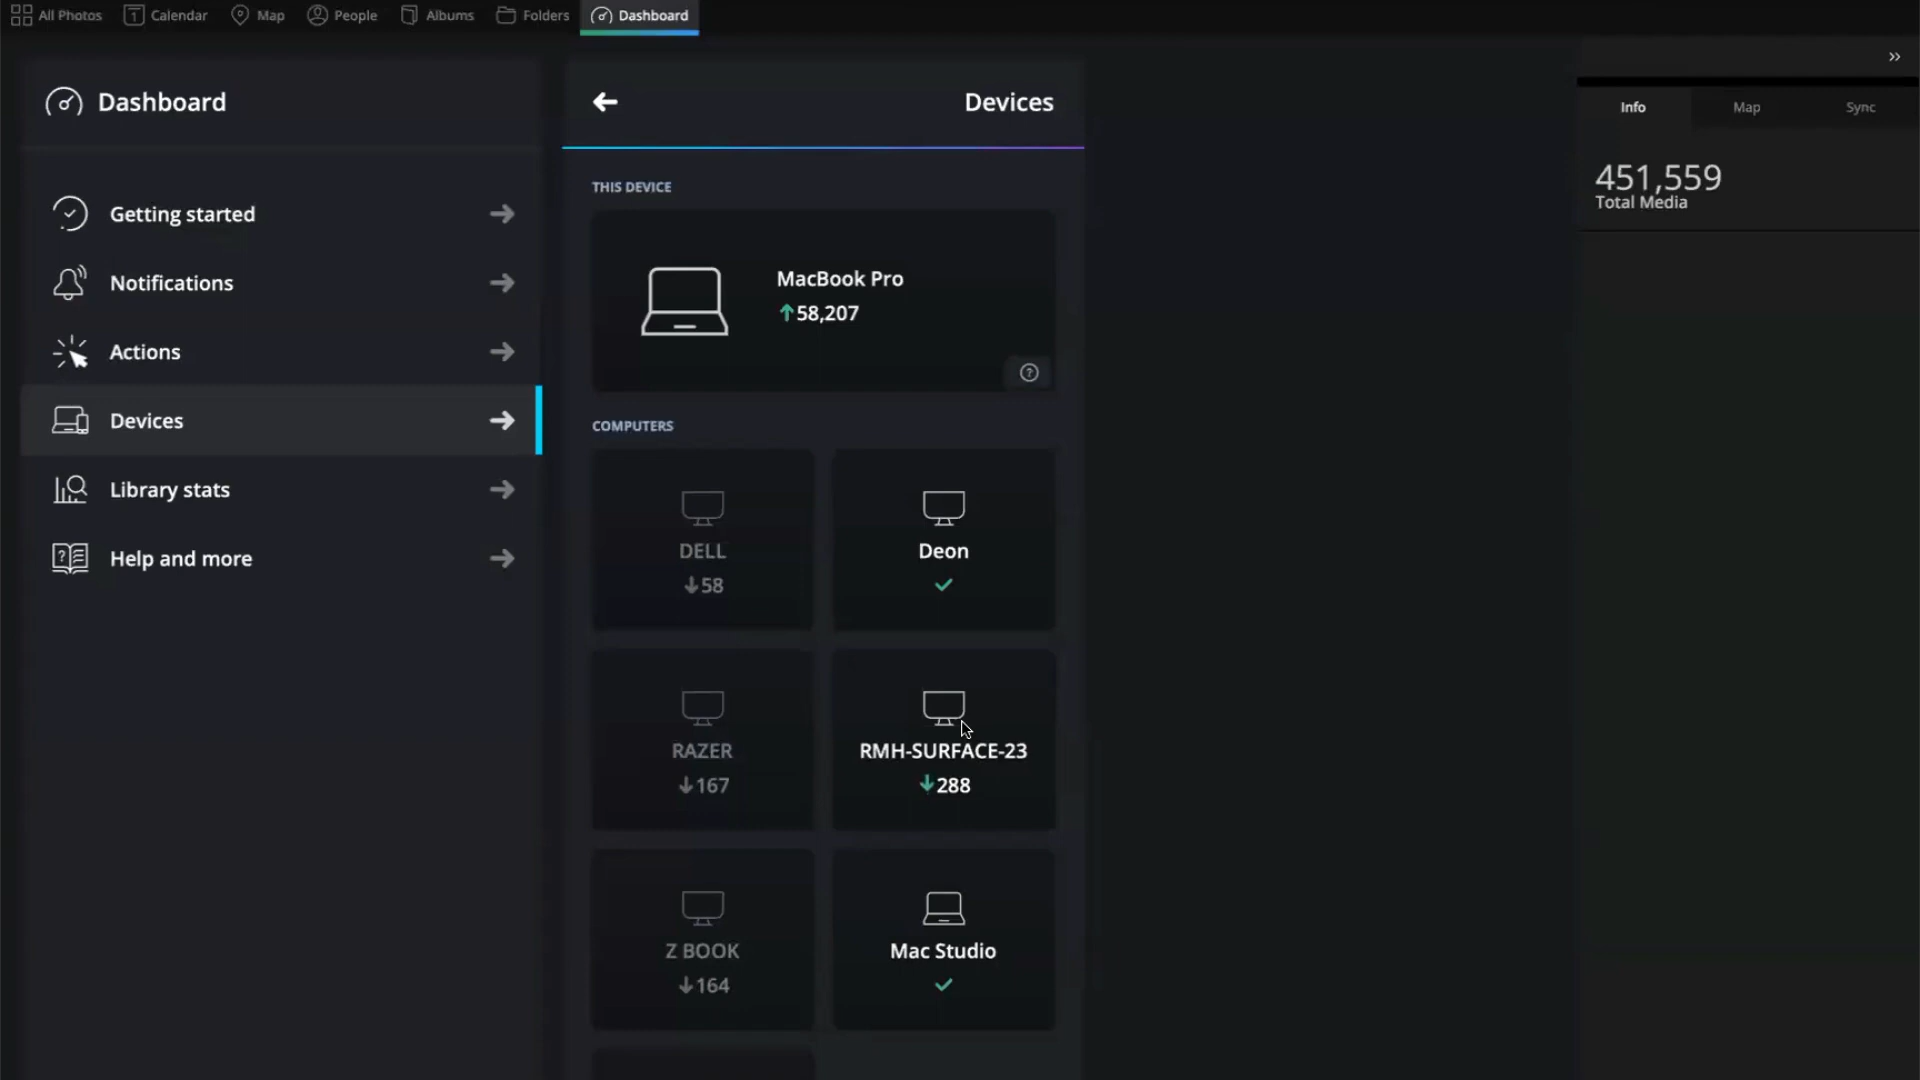 All Photos
1 Calendar
Map
People
Albums
Folders
Dashboard
Dashboard
Getting started
Notifications
Actions
Devices
Library stats
Help and more
Devices
THIS DEVICE
MacBook Pro
↑58,207
COMPUTERS
DELL
↓58
Deon
RAZER
↓167
RMH-SURFACE-23
↓288
Z BOOK
↓164
Mac Studio
Info
Map
Sync
451,559
Total Media